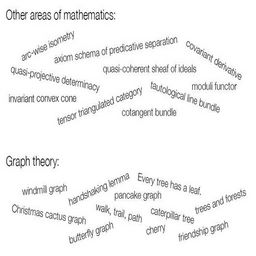 Other areas of mathematics:
arc-wise isometry
axiom schema of predicative separation
covariant derivative
quasi-projective determinacy
quasi-coherent sheaf of ideals
moduli functor
invariant convex cone
tensor triangulated category
tautological line bundle
cotangent bundle
Graph theory:
windmill graph
handshaking lemma
Every tree has a leaf.
pancake graph
trees and forests
Christmas cactus graph
walk, trail, path
caterpillar tree
butterfly graph
cherry
friendship graph